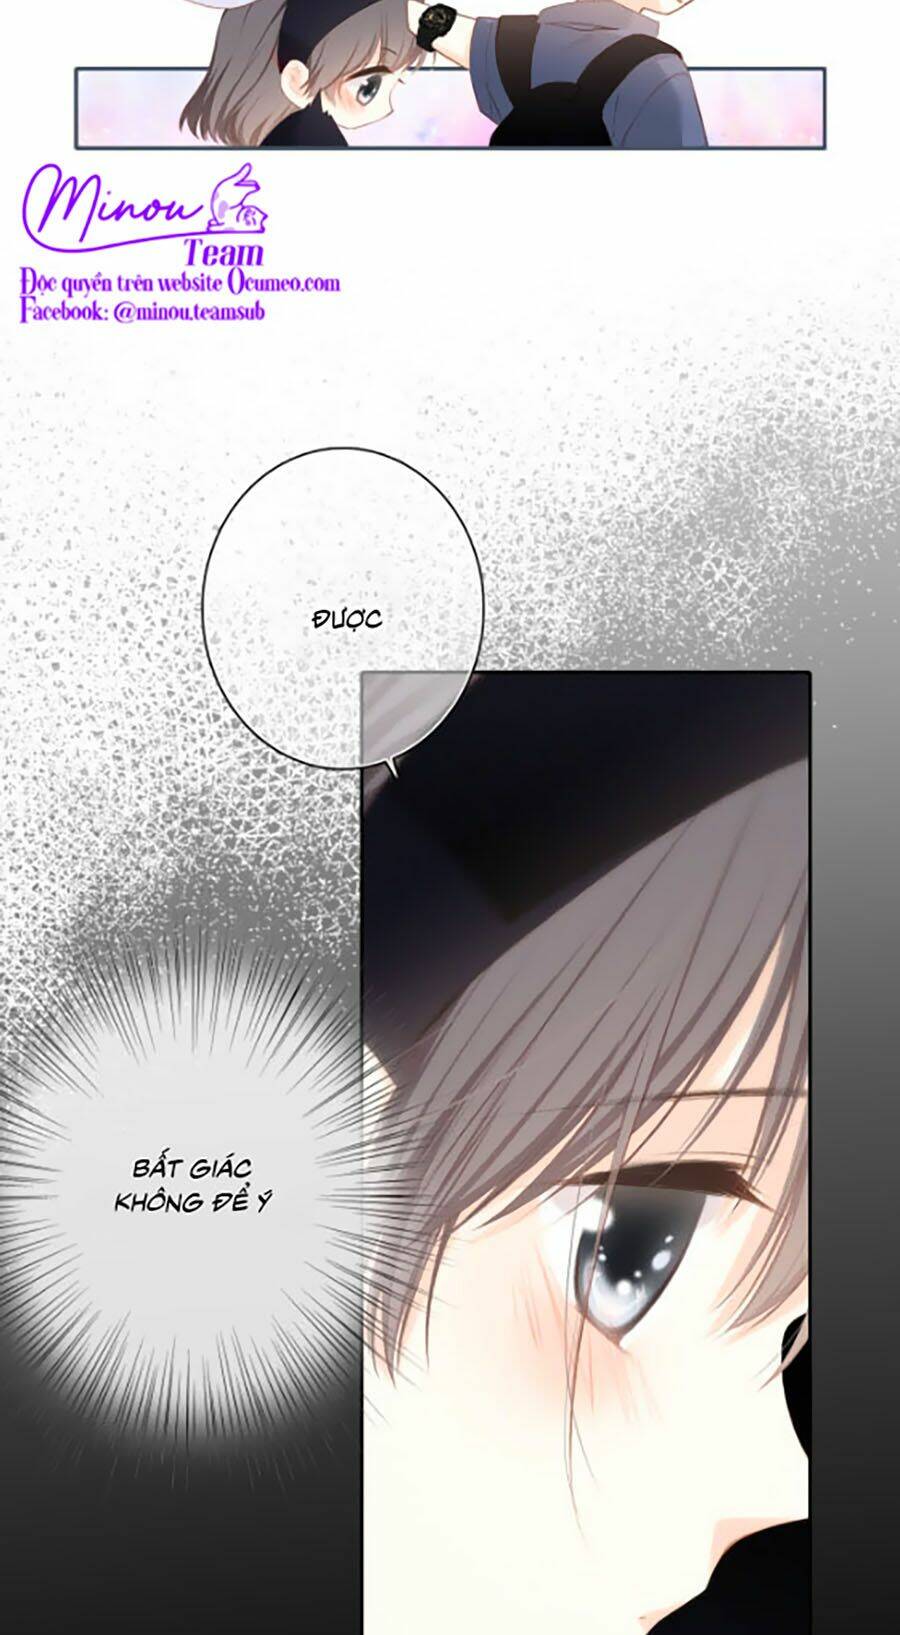 Minou
Team
Độc quyền trên website Ocumeo.com
Facebook: @minou.teamsub
ĐƯỢC
BẤT GIÁC
KHÔNG ĐỂ Ý